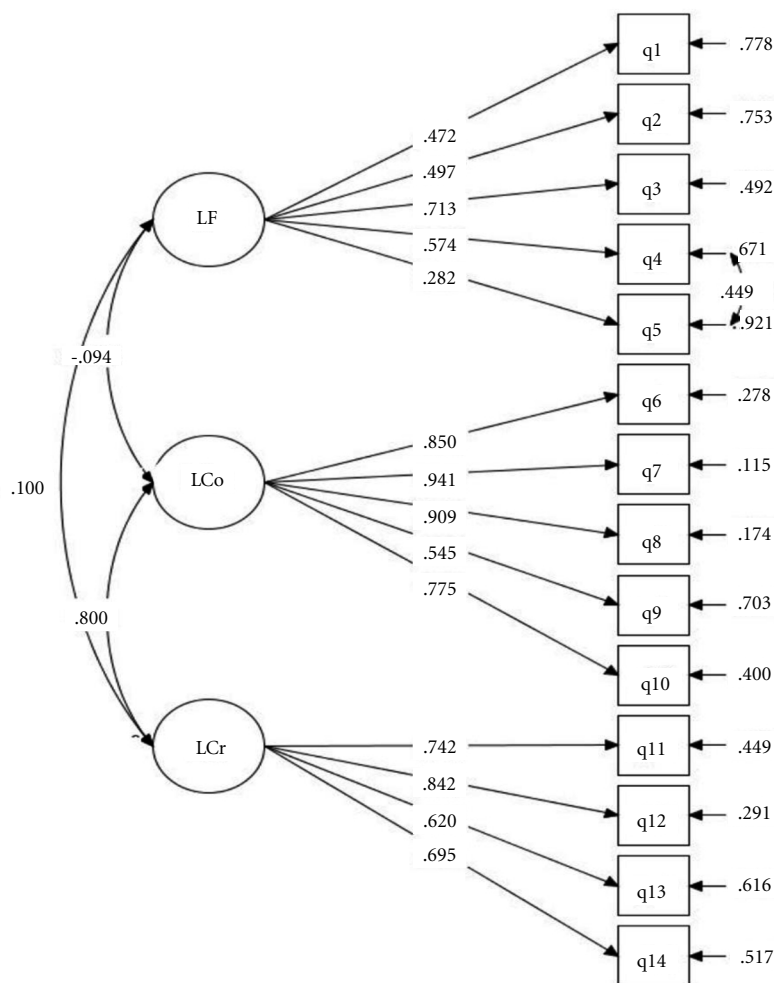 q1
.778
q2
.753
.472
.497
q3
.492
.713
LF
.574
q4
671
.282
.449
q5
.921
-.094
q6
.278
.850
q7
.115
.941
LCo
.100
.909
q8
.174
.545
.775
q9
.703
.800
q10
.400
.742
q11
.449
LCr
.842
q12
.291
.620
.695
q13
.616
q14
.517